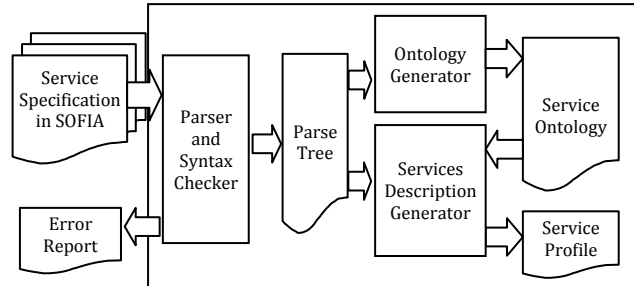 Service
Specification
in SOFIA
Error
Report
Parser
and
Syntax
Checker
Parse
Tree
Ontology
Generator
Services
Description
Generator
Service
Ontology
Service
Profile